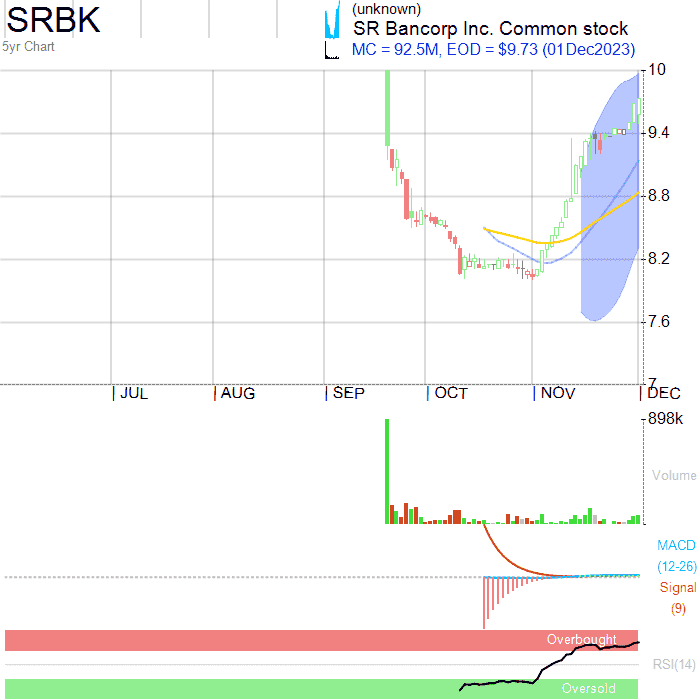 SRBK
5yr Chart
(unknown)
SR Bancorp Inc. Common stock
MC = 92.5M, EOD = $9.73 (01Dec2023)
10
9.4
8.8
8.2
7.6
7
JUL
AUG
SEP
OCT
NOV
DEC
898k
Volume
MACD
(12-26)
Signal
(9)
Overbought
RSI(14)
Oversold